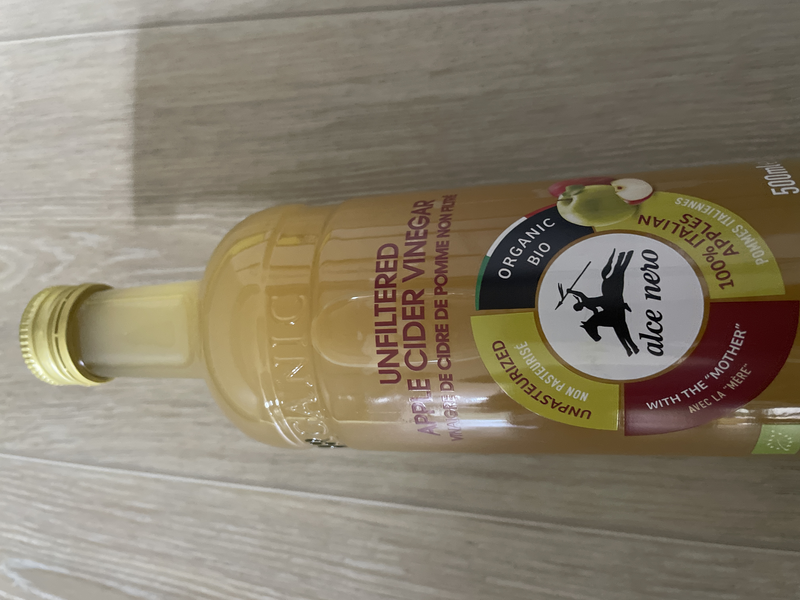 UNFILTERED
APPLE CIDER VINEGAR
VINAIGRE DE CIDRE DE POMME NON FILTRÉ
ORGANIC
BIO
100% ITALIAN
APPLES
POMMES ITALIENNES
alce nero
UNPASTEURIZED
NON PASTEURISÉ
WITH THE "MOTHER"
AVEC LA "MÈRE"
500ml